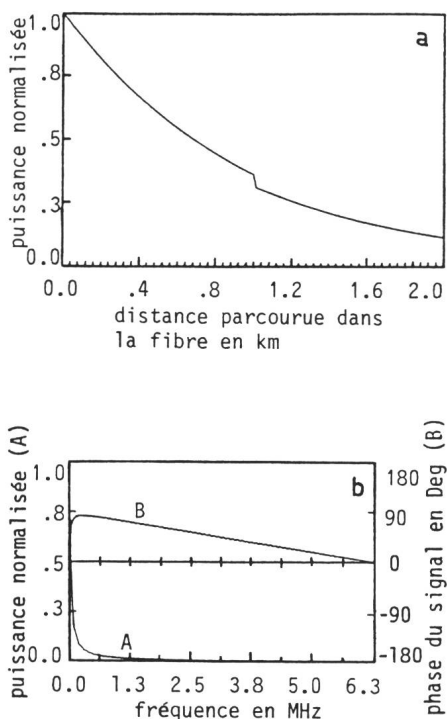 puissance normalisée
1.0
.8
.5
.3
0.0
a
0.0 .4 .8 1.2 1.6 2.0
distance parcourue dans
la fibre en km
puissance normalisée (A)
1.0
.8
.5
.3
0.0
b
B
A
180
90
0
-90
-180
phase du signal en Deg (B)
0.0 1.3 2.5 3.8 5.0 6.3
fréquence en MHz